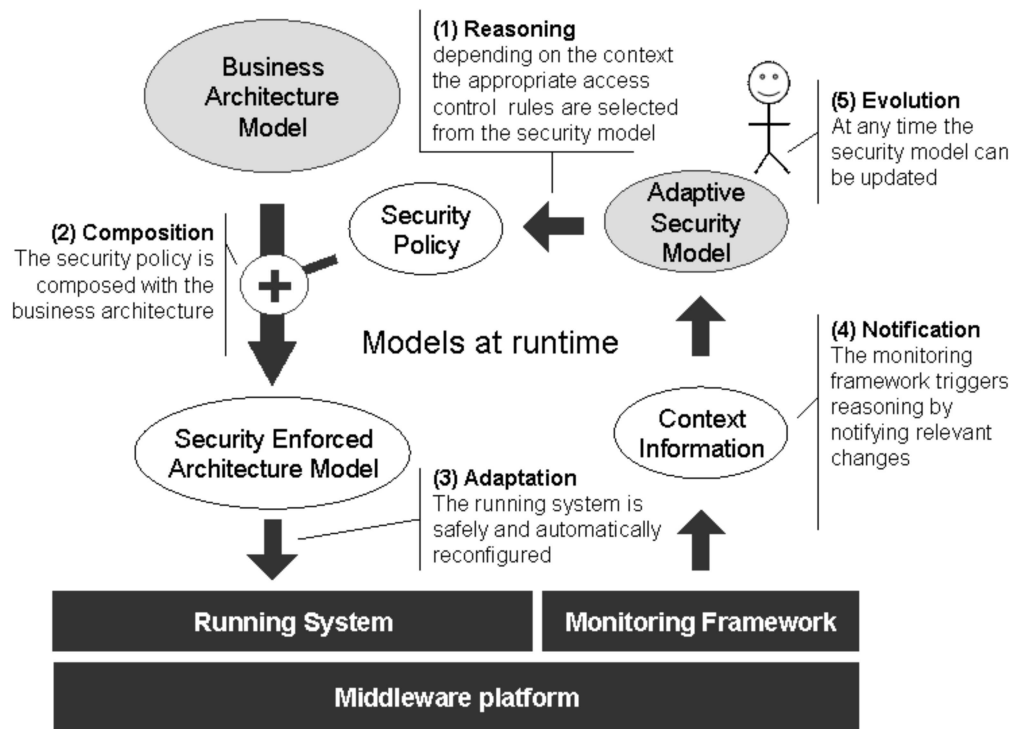 Business
Architecture
Model
(1) Reasoning
depending on the context
the appropriate access
control rules are selected
from the security model
(5) Evolution
At any time the
security model can
be updated
Adaptive
Security
Model
Security
Policy
(2) Composition
The security policy is
composed with the
business architecture
+
Models at runtime
(4) Notification
The monitoring
framework triggers
reasoning by
notifying relevant
changes
Context
Information
Security Enforced
Architecture Model
(3) Adaptation
The running system is
safely and automatically
reconfigured
Running System
Monitoring Framework
Middleware platform